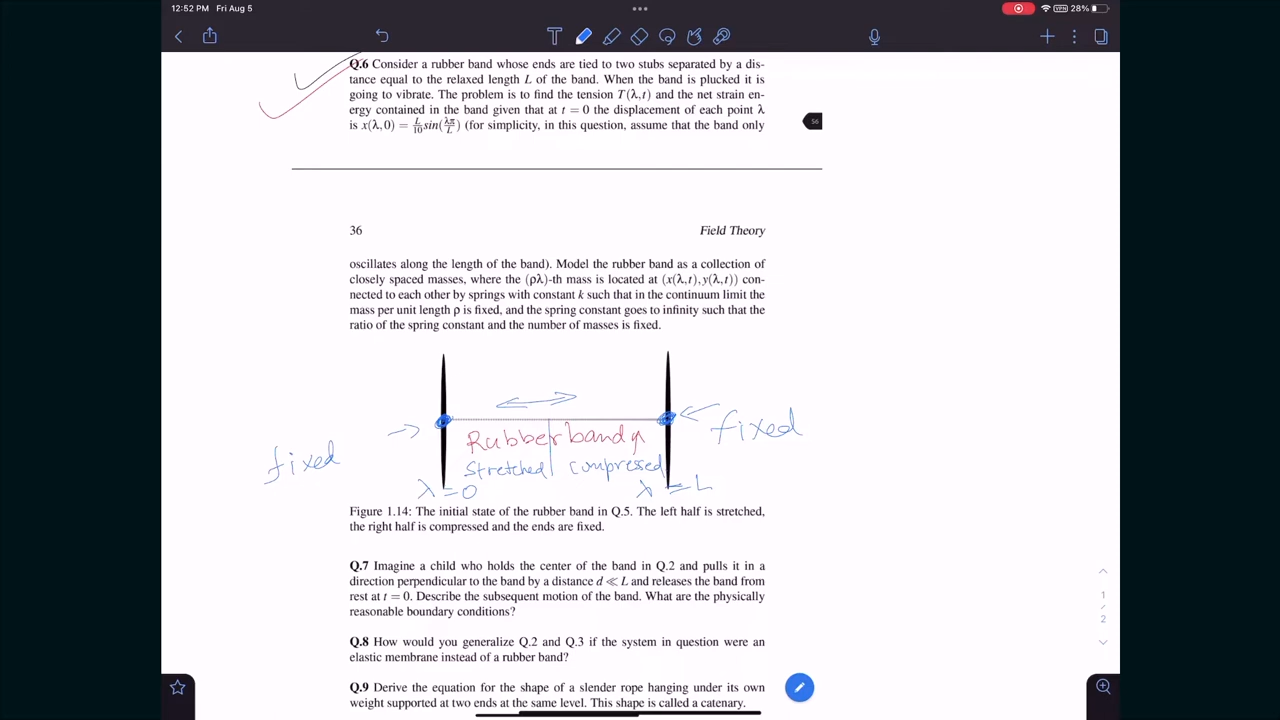 12:52 PM Fri Aug 5
VPN 28%
Q.6 Consider a rubber band whose ends are tied to two stubs separated by a dis-
tance equal to the relaxed length L of the band. When the band is plucked it is
going to vibrate. The problem is to find the tension T(λ,t) and the net strain en-
ergy contained in the band given that at t = 0 the displacement of each point λ
is x(λ,0) = L/10 sin(λπ/L) (for simplicity, in this question, assume that the band only
56
36 Field Theory
oscillates along the length of the band). Model the rubber band as a collection of
closely spaced masses, where the (ρλ)-th mass is located at (x(λ,t),y(λ,t)) con-
nected to each other by springs with constant k such that in the continuum limit the
mass per unit length ρ is fixed, and the spring constant goes to infinity such that the
ratio of the spring constant and the number of masses is fixed.
fixed
Rubber band
fixed
Stretched compressed
λ = 0
λ = L
Figure 1.14: The initial state of the rubber band in Q.5. The left half is stretched,
the right half is compressed and the ends are fixed.
Q.7 Imagine a child who holds the center of the band in Q.2 and pulls it in a
direction perpendicular to the band by a distance d ≪ L and releases the band from
rest at t = 0. Describe the subsequent motion of the band. What are the physically
reasonable boundary conditions?
1
/
2
Q.8 How would you generalize Q.2 and Q.3 if the system in question were an
elastic membrane instead of a rubber band?
Q.9 Derive the equation for the shape of a slender rope hanging under its own
weight supported at two ends at the same level. This shape is called a catenary.